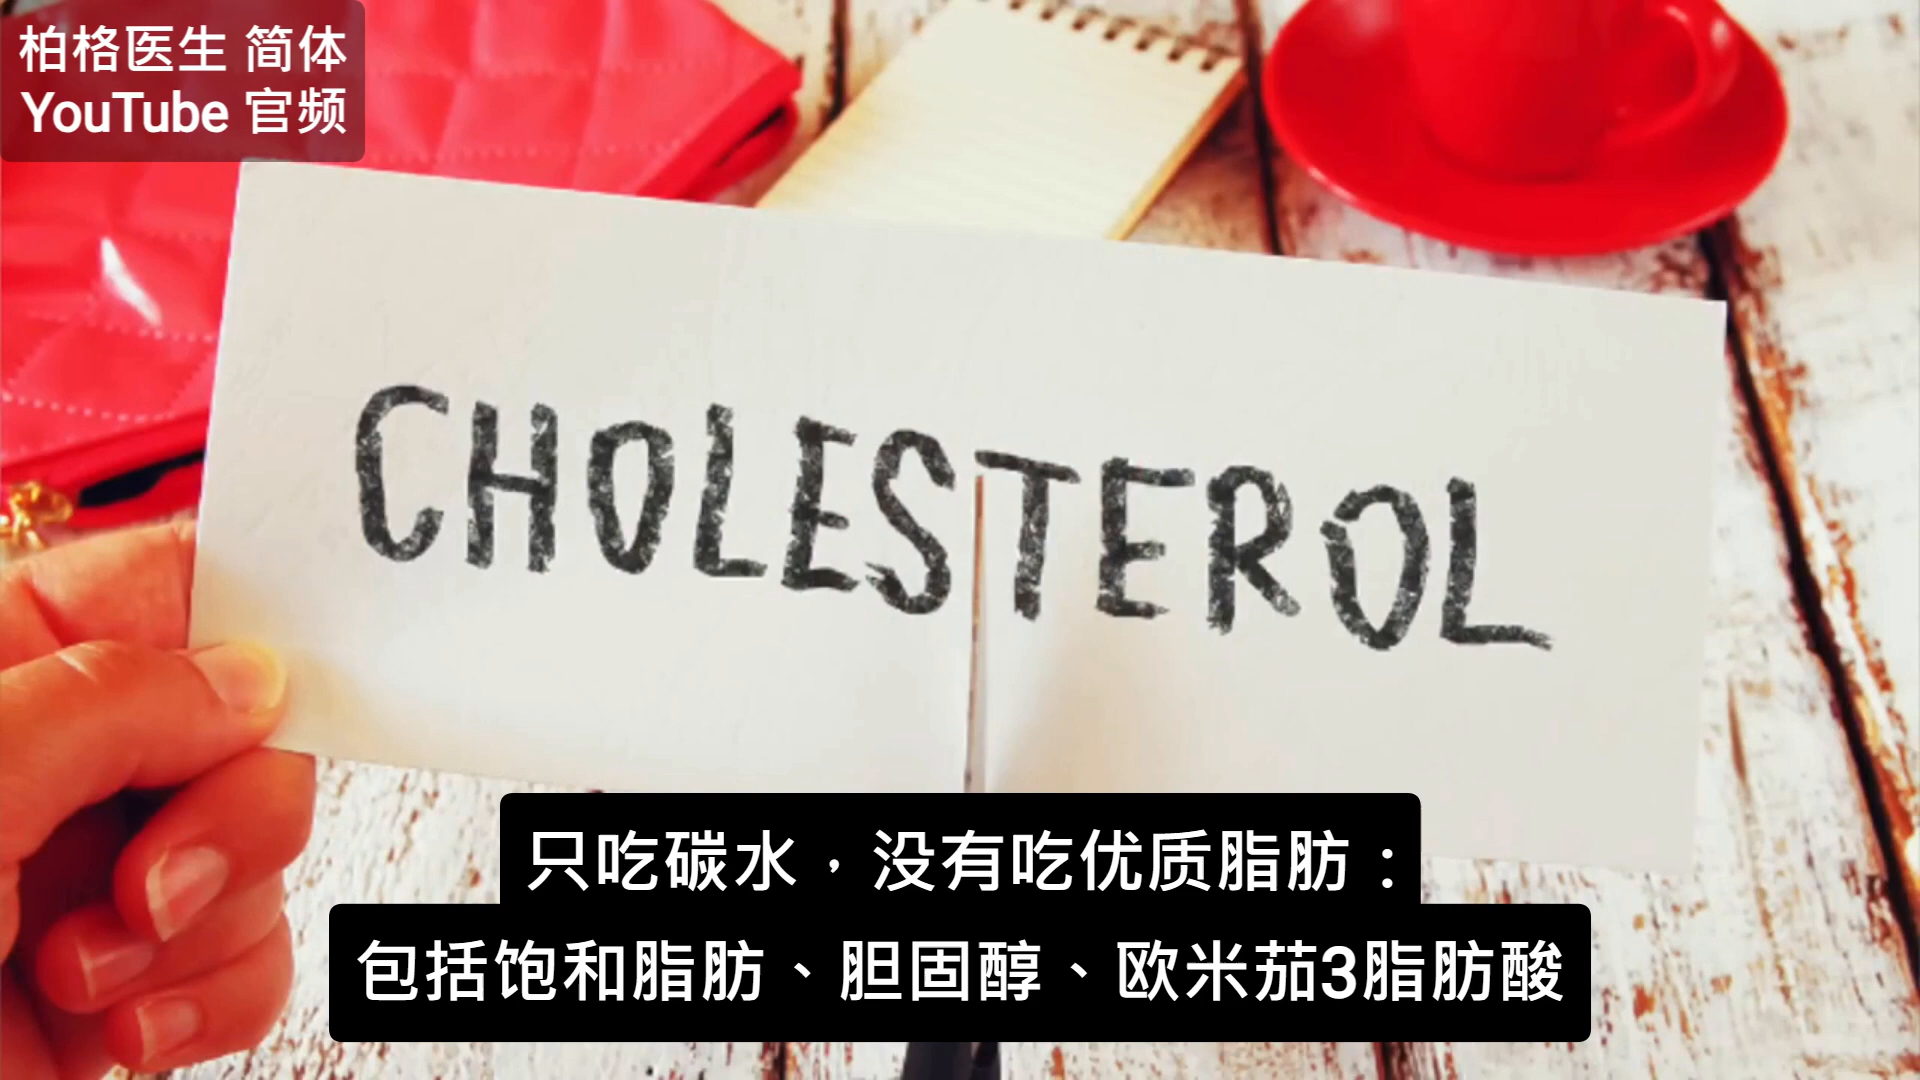 柏格医生 简体
YouTube 官频
CHOLESTEROL
只吃碳水，没有吃优质脂肪：
包括饱和脂肪、胆固醇、欧米茄3脂肪酸